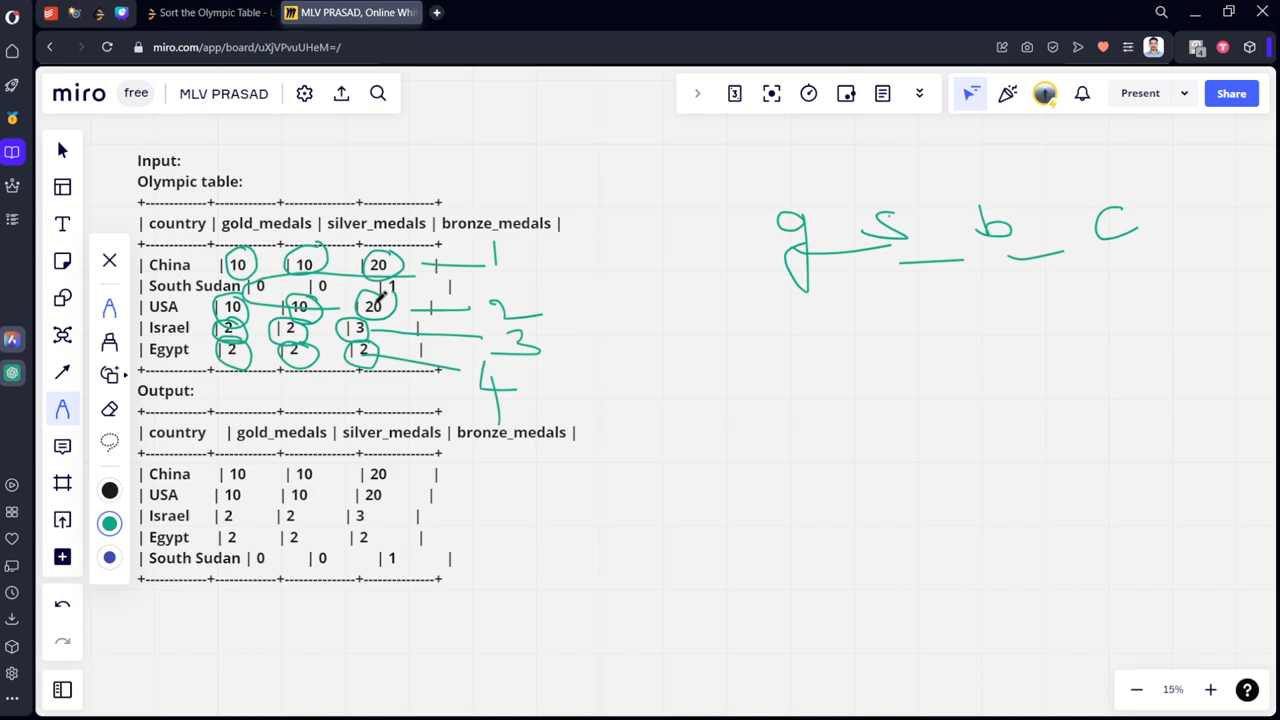 Sort the Olympic Table - L
MLV PRASAD, Online Whi
miro.com/app/board/uXjVPvuUHeM=/
miro free MLV PRASAD
3
Present
Share
Input:
Olympic table:
+-------------+-------------+--------------+----------------+
| country | gold_medals | silver_medals | bronze_medals |
+-------------+-------------+--------------+----------------+
| China | 10 | 10 | 20 | 1
| South Sudan | 0 | 0 | 1 |
| USA | 10 | 10 | 20 | 2
| Israel | 2 | 2 | 3 | 3
| Egypt | 2 | 2 | 2 | 4
+-------------+-------------+--------------+----------------+
Output:
+-------------+-------------+--------------+----------------+
| country | gold_medals | silver_medals | bronze_medals |
+-------------+-------------+--------------+----------------+
| China | 10 | 10 | 20 |
| USA | 10 | 10 | 20 |
| Israel | 2 | 2 | 3 |
| Egypt | 2 | 2 | 2 |
| South Sudan | 0 | 0 | 1 |
+-------------+-------------+--------------+----------------+
g s b c
15%